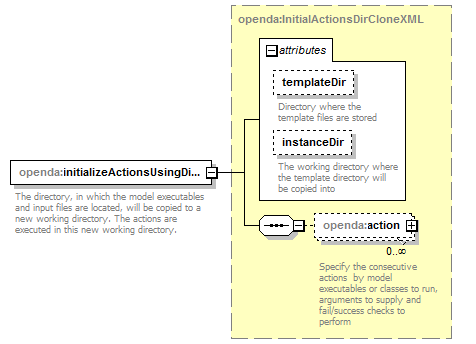 openda:InitialActionsDirCloneXML
attributes
templateDir
Directory where the
template files are stored
instanceDir
The working directory where
the template directory will
be copied into
openda:initializeActionsUsingDi...
The directory, in which the model executables
and input files are located, will be copied to a
new working directory. The actions are
executed in this new working directory.
openda:action
0..∞
Specify the consecutive
actions by model
executables or classes to run,
arguments to supply and
fail/success checks to
perform